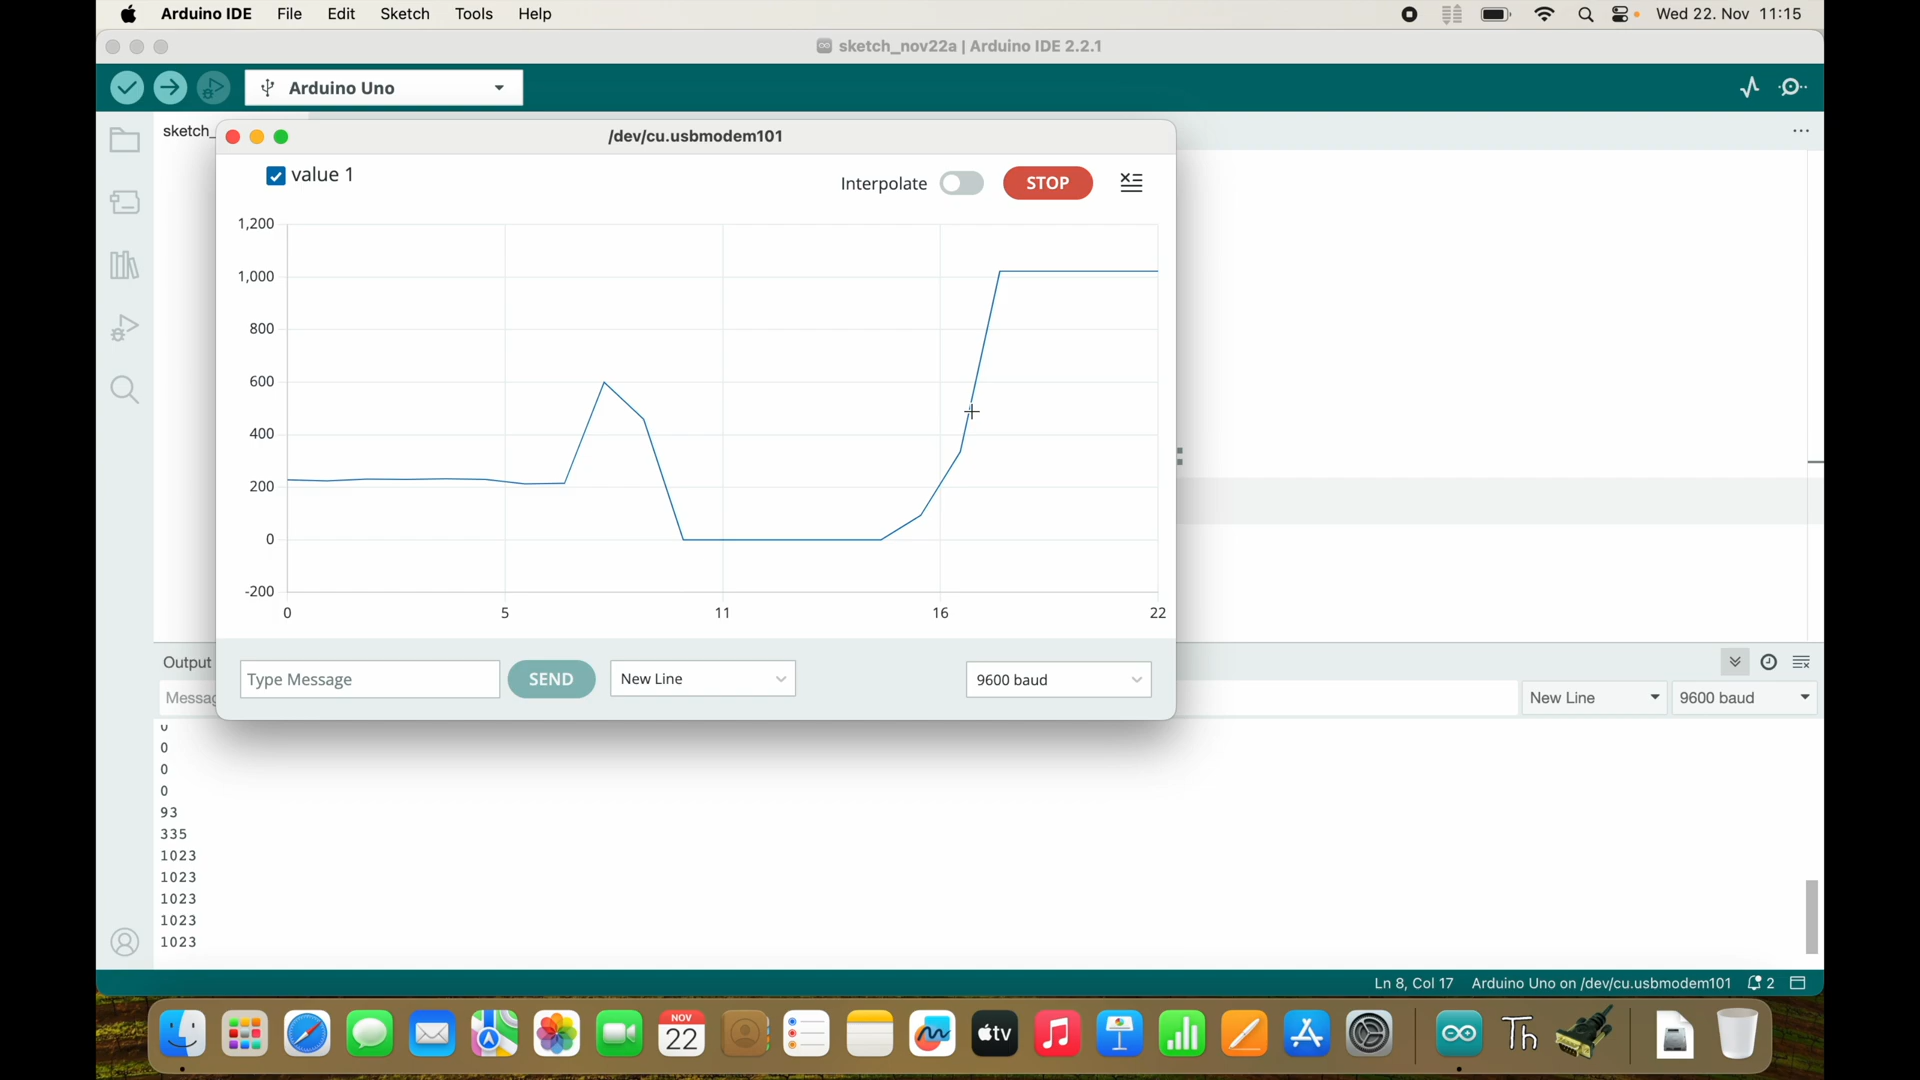 Arduino IDE File Edit Sketch Tools Help
Wed 22. Nov 11:15
sketch_nov22a | Arduino IDE 2.2.1
Arduino Uno
sketch_
/dev/cu.usbmodem101
value 1
Interpolate
STOP
1,200
1,000
800
600
400
200
0
-200
0 5 11 16 22
Output
Type Message
SEND
New Line
9600 baud
Messag
New Line
9600 baud
0
0
0
0
93
335
1023
1023
1023
1023
1023
Ln 8, Col 17 Arduino Uno on /dev/cu.usbmodem101 2
NOV
22
tv
Th